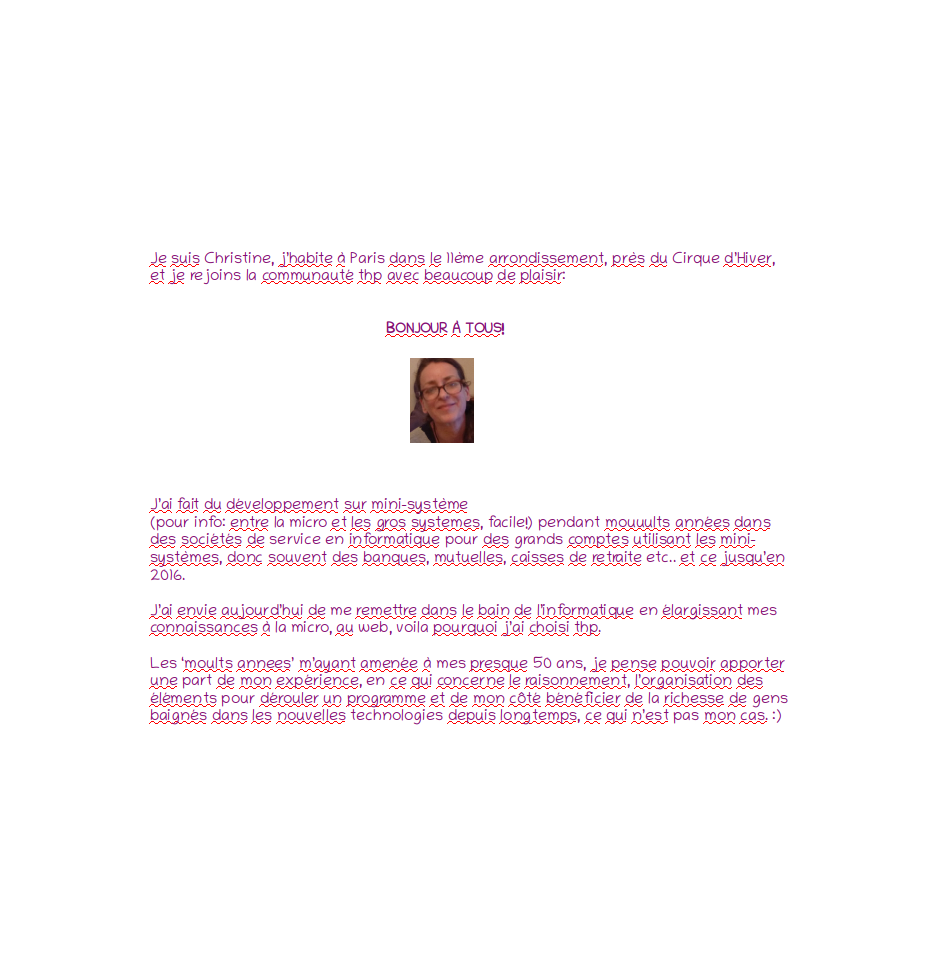 Je suis Christine, j'habite à Paris dans le 11ème arrondissement, près du Cirque d'Hiver,
et je rejoins la communauté thp avec beaucoup de plaisir:
BONJOUR À TOUS!
J'ai fait du développement sur mini-système
(pour info: entre la micro et les gros systemes, facile!) pendant mouuults années dans
des sociétés de service en informatique pour des grands comptes utilisant les mini-
systèmes, donc souvent des banques, mutuelles, caisses de retraite etc.. et ce jusqu'en
2016.
J'ai envie aujourd'hui de me remettre dans le bain de l'informatique en élargissant mes
connaissances à la micro, au web, voila pourquoi j'ai choisi thp.
Les 'moults annees' m'ayant amenée à mes presque 50 ans, je pense pouvoir apporter
une part de mon expérience, en ce qui concerne le raisonnement, l'organisation des
éléments pour dérouler un programme et de mon côté bénéficier de la richesse de gens
baignés dans les nouvelles technologies depuis longtemps, ce qui n'est pas mon cas. :)